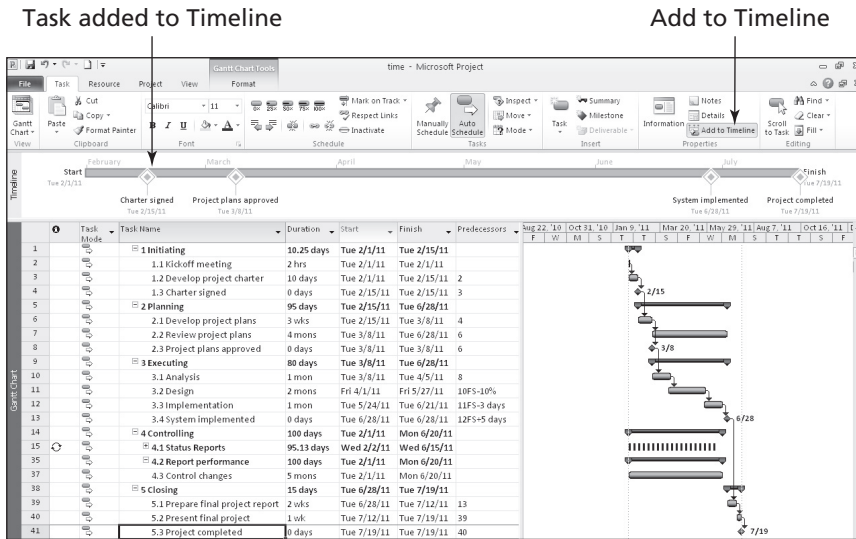 Task added to Timeline Add to Timeline
time - Microsoft Project
Gantt Chart Tools
File Task Resource Project View Format
Gantt Chart
View
Paste
Cut
Copy
Format Painter
Clipboard
Calibri 11
B I U A
Font
0% 25% 50% 75% 100%
Mark on Track
Respect Links
Inactivate
Schedule
Manually Schedule
Auto Schedule
Inspect
Move
Mode
Tasks
Task
Summary
Milestone
Deliverable
Insert
Information
Notes
Details
Add to Timeline
Properties
Scroll to Task
Find
Clear
Fill
Editing
Timeline
February March April May June July
Start
Tue 2/1/11
Finish
Tue 7/19/11
Charter signed Project plans approved System implemented Project completed
Tue 2/15/11 Tue 3/8/11 Tue 6/28/11 Tue 7/19/11
Gantt Chart
Task Mode Task Name Duration Start Finish Predecessors
Aug 22, '10 Oct 31, '10 Jan 9, '11 Mar 20, '11 May 29, '11 Aug 7, '11 Oct 16, '11
F W M S T T S F W M S T T S F
1 1 Initiating 10.25 days Tue 2/1/11 Tue 2/15/11
2 1.1 Kickoff meeting 2 hrs Tue 2/1/11 Tue 2/1/11
3 1.2 Develop project charter 10 days Tue 2/1/11 Tue 2/15/11 2
4 1.3 Charter signed 0 days Tue 2/15/11 Tue 2/15/11 3 2/15
5 2 Planning 95 days Tue 2/15/11 Tue 6/28/11
6 2.1 Develop project plans 3 wks Tue 2/15/11 Tue 3/8/11 4
7 2.2 Review project plans 4 mons Tue 3/8/11 Tue 6/28/11 6
8 2.3 Project plans approved 0 days Tue 3/8/11 Tue 3/8/11 6 3/8
9 3 Executing 80 days Tue 3/8/11 Tue 6/28/11
10 3.1 Analysis 1 mon Tue 3/8/11 Tue 4/5/11 8
11 3.2 Design 2 mons Fri 4/1/11 Fri 5/27/11 10FS-10%
12 3.3 Implementation 1 mon Tue 5/24/11 Tue 6/21/11 11FS-3 days
13 3.4 System implemented 0 days Tue 6/28/11 Tue 6/28/11 12FS+5 days 6/28
14 4 Controlling 100 days Tue 2/1/11 Mon 6/20/11
15 4.1 Status Reports 95.13 days Wed 2/2/11 Wed 6/15/11
35 4.2 Report performance 100 days Tue 2/1/11 Mon 6/20/11
37 4.3 Control changes 5 mons Tue 2/1/11 Mon 6/20/11
38 5 Closing 15 days Tue 6/28/11 Tue 7/19/11
39 5.1 Prepare final project report 2 wks Tue 6/28/11 Tue 7/12/11 13
40 5.2 Present final project 1 wk Tue 7/12/11 Tue 7/19/11 39
41 5.3 Project completed 0 days Tue 7/19/11 Tue 7/19/11 40 7/19